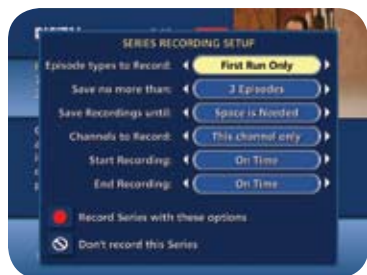 SERIES RECORDING SETUP
Episode types to Record: First Run Only
Save no more than: 3 Episodes
Save Recordings until: Space is Needed
Channels to Record: This channel only
Start Recording: On Time
End Recording: On Time
Record Series with these options
Don't record this Series